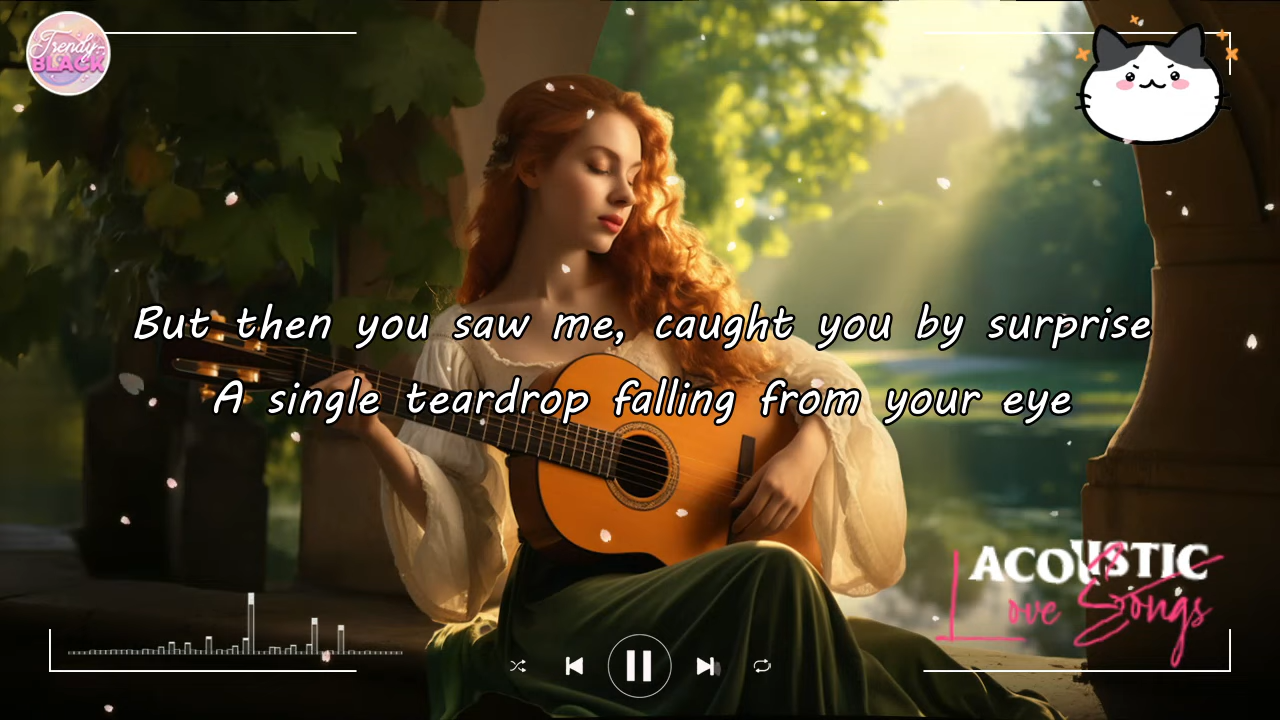 Trendy
BLACK
But then you saw me, caught you by surprise
A single teardrop falling from your eye
ACOUSTIC
Love Songs